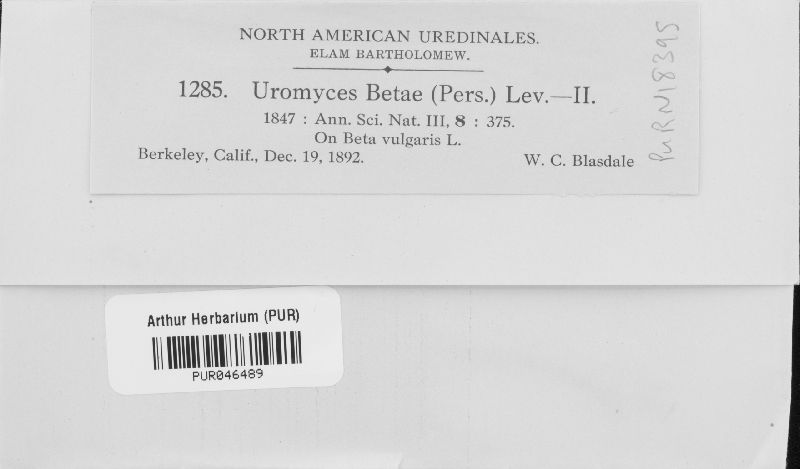 NORTH AMERICAN UREDINALES.
ELAM BARTHOLOMEW.
1285. Uromyces Betae (Pers.) Lev.—II.
1847 : Ann. Sci. Nat. III, 8 : 375.
On Beta vulgaris L.
Berkeley, Calif., Dec. 19, 1892. W. C. Blasdale
PURN18395
Arthur Herbarium (PUR)
PUR046489